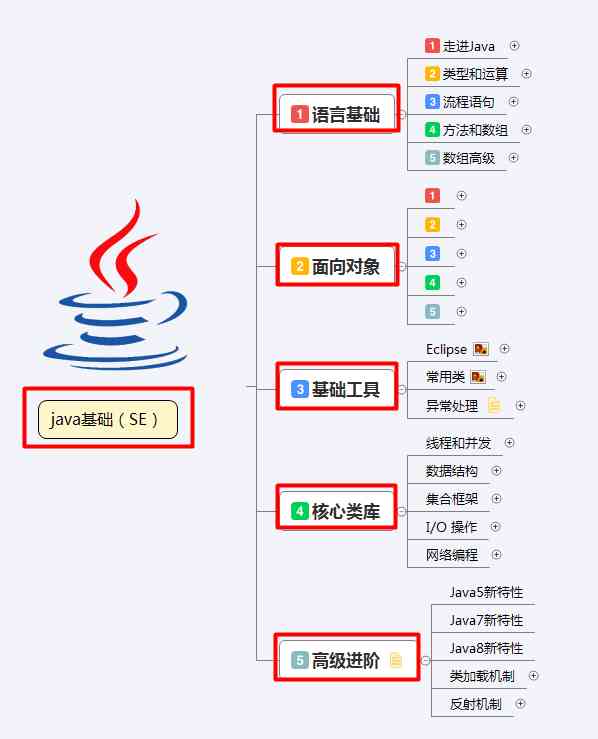 java基础（SE）
1 语言基础
1 走进Java
2 类型和运算
3 流程语句
4 方法和数组
5 数组高级
2 面向对象
1
2
3
4
5
3 基础工具
Eclipse
常用类
异常处理
4 核心类库
线程和并发
数据结构
集合框架
I/O 操作
网络编程
5 高级进阶
Java5新特性
Java7新特性
Java8新特性
类加载机制
反射机制